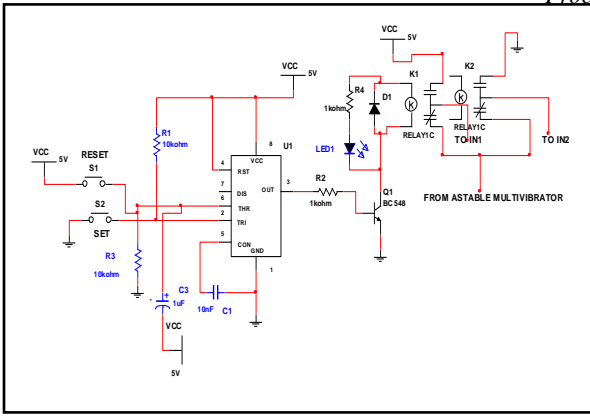 VCC
5V
K1
K2
VCC
5V
R4
1kohm
D1
k
k
RELAY1C
RELAY1C
TO IN1
TO IN2
LED1
R1
10kohm
U1
8
VCC
4
RST
7
DIS
6
THR
2
TRI
5
CON
OUT
3
GND
1
R2
1kohm
Q1
BC 548
FROM ASTABLE MULTIVIBRATOR
VCC
5V
RESET
S1
S2
SET
R3
10kohm
-
+
C3
1uF
10nF
C1
VCC
5V